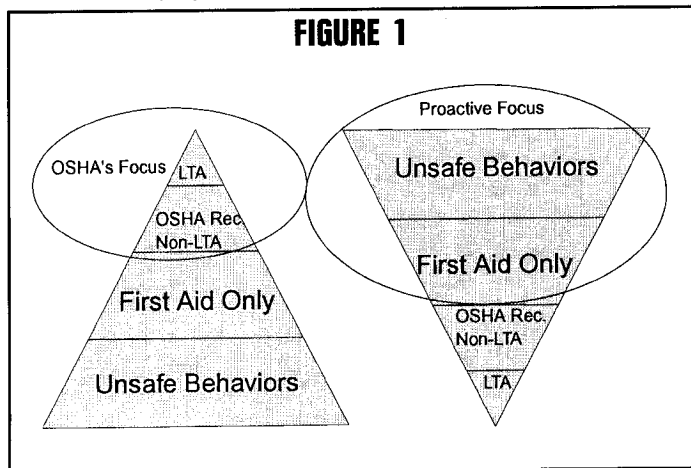 FIGURE 1
OSHA's Focus
LTA
OSHA Rec.
Non-LTA
First Aid Only
Unsafe Behaviors
Proactive Focus
Unsafe Behaviors
First Aid Only
OSHA Rec.
Non-LTA
LTA